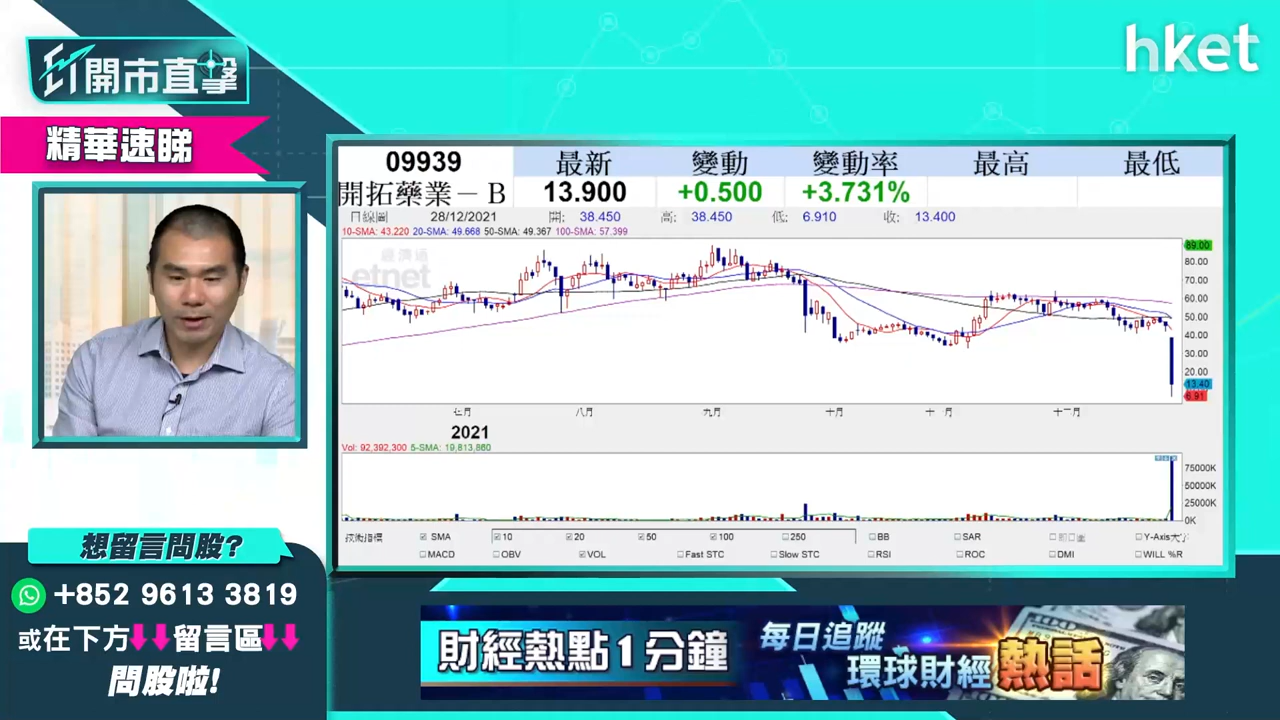 ET開市直擊
hket
精華速睇
09939
最新
變動
變動率
最高
最低
開拓藥業－B
13.900
+0.500
+3.731%
日線圖
28/12/2021
開: 38.450
高: 38.450
低: 6.910
收: 13.400
10-SMA: 43.220 20-SMA: 49.668 50-SMA: 49.367 100-SMA: 57.399
經濟通
etnet
89.00
80.00
70.00
60.00
50.00
40.00
30.00
20.00
13.40
6.91
七月
八月
九月
十月
十一月
十二月
2021
Vol: 92,392,300 5-SMA: 19,813,860
75000K
50000K
25000K
0K
技術指標
SMA
10
20
50
100
250
BB
SAR
Y-Axis大
MACD
OBV
VOL
Fast STC
Slow STC
RSI
ROC
DMI
WILL %R
想留言問股?
+852 9613 3819
或在下方留言區
問股啦!
財經熱點1分鐘
每日追蹤
環球財經熱話